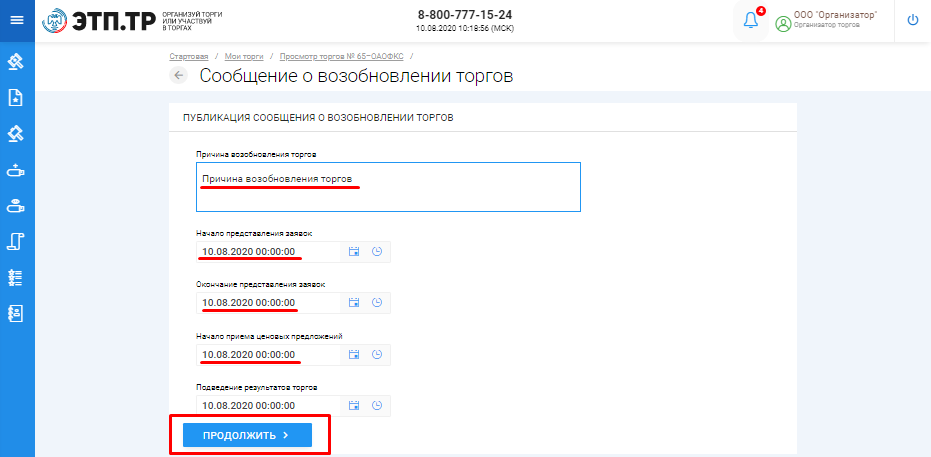 ЭТП.ТР
ОРГАНИЗУЙ ТОРГИ
ИЛИ УЧАСТВУЙ
В ТОРГАХ
8-800-777-15-24
10.08.2020 10:18:56 (МСК)
4
ООО "Организатор"
Организатор торгов
Стартовая / Мои торги / Просмотр торгов № 65–ОАОФКС /
Сообщение о возобновлении торгов
ПУБЛИКАЦИЯ СООБЩЕНИЯ О ВОЗОБНОВЛЕНИИ ТОРГОВ
Причина возобновления торгов
Причина возобновления торгов
Начало представления заявок
10.08.2020 00:00:00
Окончание представления заявок
10.08.2020 00:00:00
Начало приема ценовых предложений
10.08.2020 00:00:00
Подведение результатов торгов
10.08.2020 00:00:00
ПРОДОЛЖИТЬ